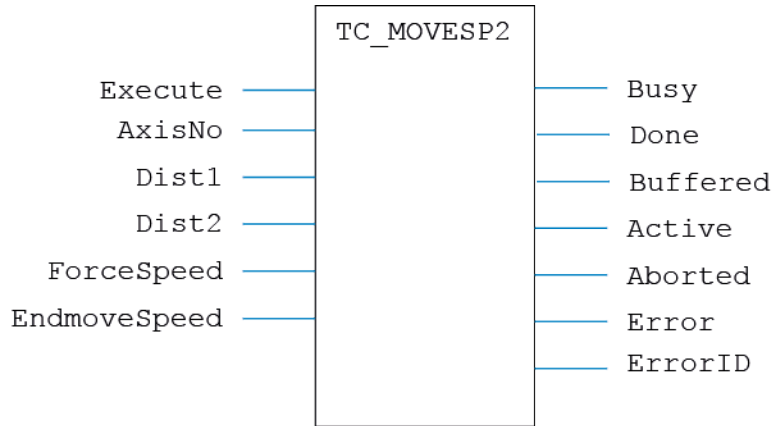 TC_MOVESP2
Execute
Busy
AxisNo
Done
Dist1
Buffered
Dist2
Active
ForceSpeed
Aborted
EndmoveSpeed
Error
ErrorID